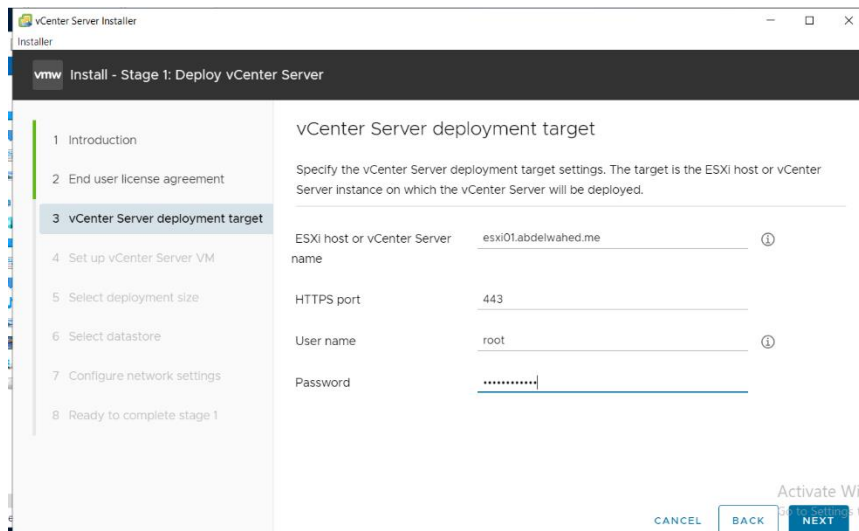 vCenter Server Installer
Installer
vmw Install - Stage 1: Deploy vCenter Server
1 Introduction
2 End user license agreement
3 vCenter Server deployment target
4 Set up vCenter Server VM
5 Select deployment size
6 Select datastore
7 Configure network settings
8 Ready to complete stage 1
vCenter Server deployment target
Specify the vCenter Server deployment target settings. The target is the ESXi host or vCenter
Server instance on which the vCenter Server will be deployed.
ESXi host or vCenter Server
name
esxi01.abdelwahed.me
HTTPS port
443
User name
root
Password
••••••••••••
Activate Wi
Go to Settings
CANCEL
BACK
NEXT